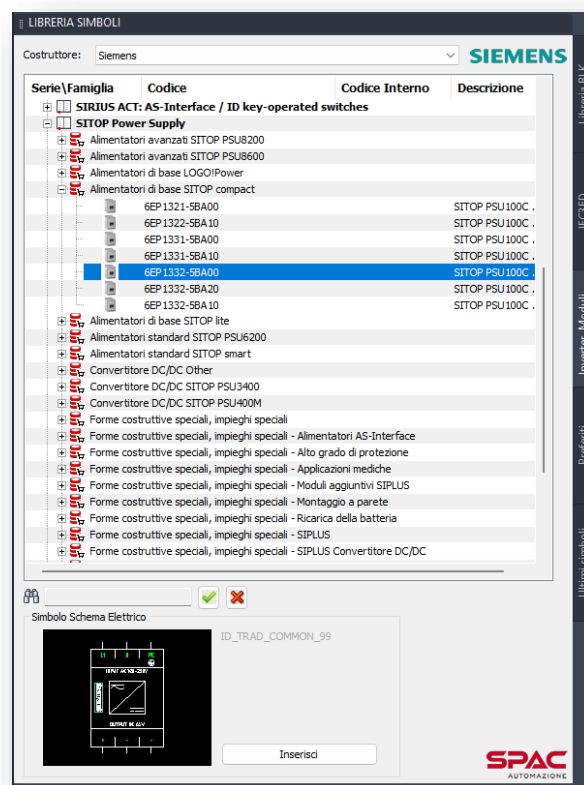 LIBRERIA SIMBOLI
Costruttore: Siemens SIEMENS
Serie\Famiglia Codice Codice Interno Descrizione
SIRIUS ACT: AS-Interface / ID key-operated switches
SITOP Power Supply
Alimentatori avanzati SITOP PSU8200
Alimentatori avanzati SITOP PSU8600
Alimentatori di base LOGO!Power
Alimentatori di base SITOP compact
6EP1321-5BA00 SITOP PSU100C .
6EP1322-5BA10 SITOP PSU100C .
6EP1331-5BA00 SITOP PSU100C .
6EP1331-5BA10 SITOP PSU100C .
6EP1332-5BA00 SITOP PSU100C .
6EP1332-5BA20 SITOP PSU100C .
6EP1332-5BA10 SITOP PSU100C .
Alimentatori di base SITOP lite
Alimentatori standard SITOP PSU6200
Alimentatori standard SITOP smart
Convertitore DC/DC Other
Convertitore DC/DC SITOP PSU3400
Convertitore DC/DC SITOP PSU400M
Forme costruttive speciali, impieghi speciali
Forme costruttive speciali, impieghi speciali - Alimentatori AS-Interface
Forme costruttive speciali, impieghi speciali - Alto grado di protezione
Forme costruttive speciali, impieghi speciali - Applicazioni mediche
Forme costruttive speciali, impieghi speciali - Moduli aggiuntivi SIPLUS
Forme costruttive speciali, impieghi speciali - Montaggio a parete
Forme costruttive speciali, impieghi speciali - Ricarica della batteria
Forme costruttive speciali, impieghi speciali - SIPLUS
Forme costruttive speciali, impieghi speciali - SIPLUS Convertitore DC/DC
Simbolo Schema Elettrico
ID_TRAD_COMMON_99
L1 N PE
Inserisci
SPAC
AUTOMAZIONE
Libreria BLK
Inverter, Moduli
Preferiti
Ultimi simboli